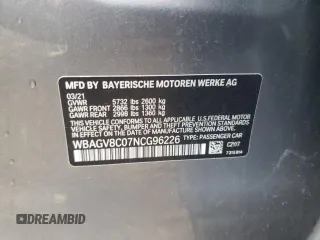 MFD. BY BAYERISCHE MOTOREN WERKE AG
03/21
GVWR 5732 lbs 2600 kg
GAWR FRONT 2866 lbs 1300 kg
GAWR REAR 2998 lbs 1360 kg
THIS VEHICLE CONFORMS TO ALL APPLICABLE FEDERAL MOTOR
VEHICLE SAFETY, BUMPER, AND THEFT PREVENTION STANDARDS
IN EFFECT ON THE DATE OF MANUFACTURE SHOWN ABOVE.
WBAGV8C07NCG96226
TYPE: PASSENGER CAR
AutoBidMaster